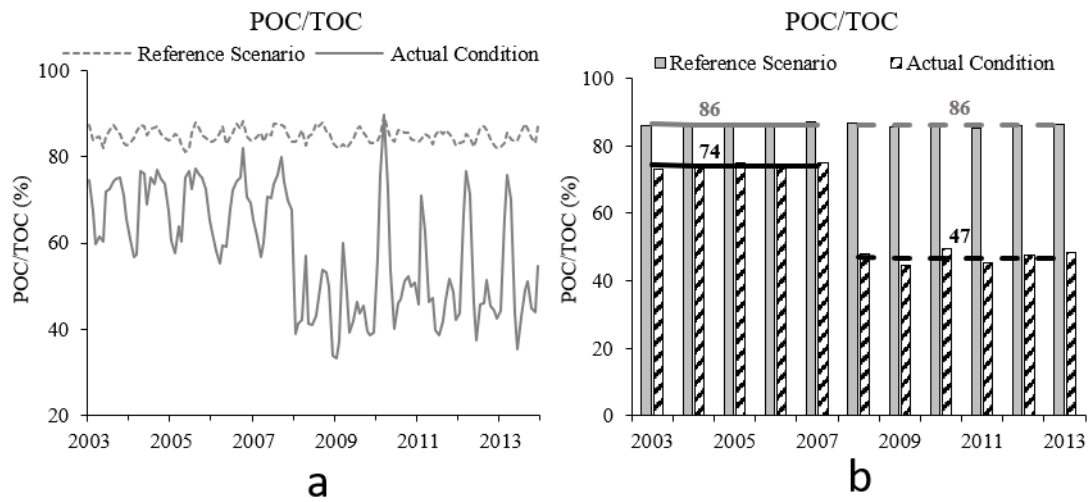 POC/TOC
Reference Scenario
Actual Condition
POC/TOC (%)
100
80
60
40
20
2003
2005
2007
2009
2011
2013
a
POC/TOC
Reference Scenario
Actual Condition
POC/TOC (%)
100
80
60
40
20
0
86
74
86
47
2003
2005
2007
2009
2011
2013
b